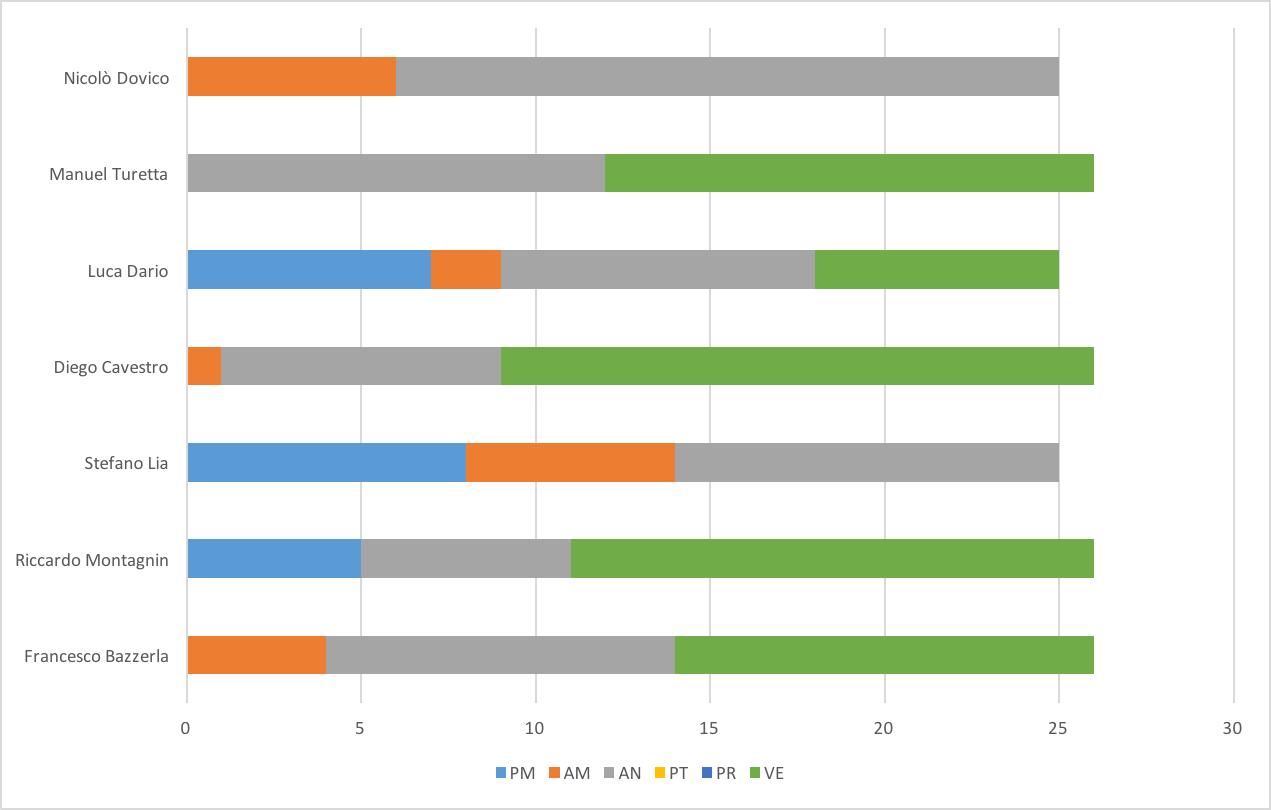 Nicolò Dovico
Manuel Turetta
Luca Dario
Diego Cavestro
Stefano Lia
Riccardo Montagnin
Francesco Bazzerla
0 5 10 15 20 25 30
PM AM AN PT PR VE